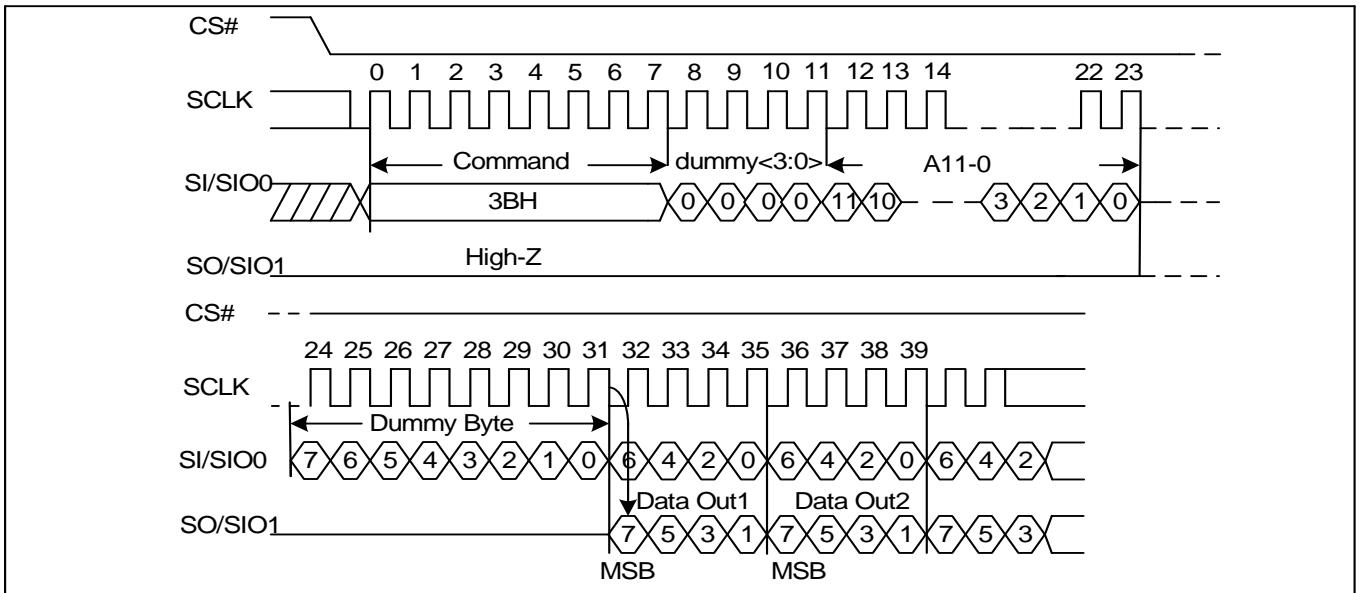 CS#
0 1 2 3 4 5 6 7 8 9 10 11 12 13 14 22 23
SCLK
Command dummy<3:0> A11-0
SI/SIO0
3BH 0 0 0 0 11 10 3 2 1 0
High-Z
SO/SIO1
CS#
24 25 26 27 28 29 30 31 32 33 34 35 36 37 38 39
SCLK
Dummy Byte
SI/SIO0 7 6 5 4 3 2 1 0 6 4 2 0 6 4 2 0 6 4 2
Data Out1 Data Out2
SO/SIO1 7 5 3 1 7 5 3 1 7 5 3
MSB MSB